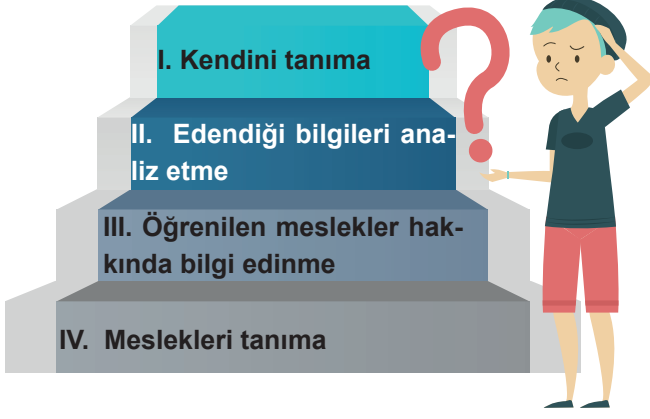 I. Kendini tanıma
II. Edendiği bilgileri ana-
liz etme
III. Öğrenilen meslekler hak-
kında bilgi edinme
IV. Meslekleri tanıma
?